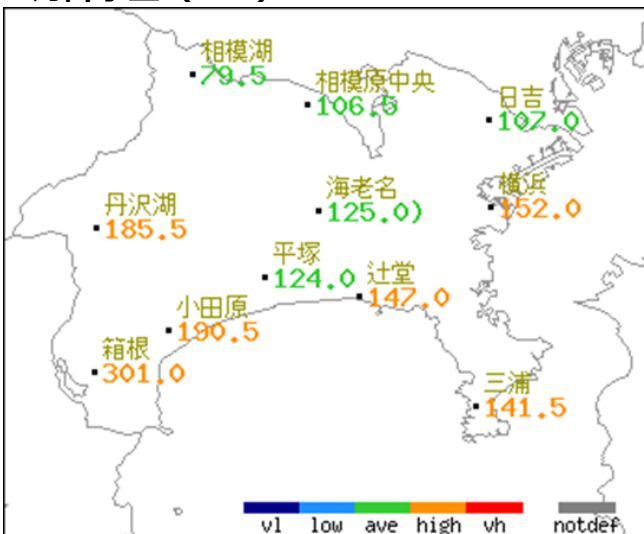 相模湖
79.5
相模原中央
106.5
日吉
107.0
丹沢湖
185.5
海老名
125.0)
横浜
152.0
平塚
124.0
辻堂
147.0
小田原
190.5
箱根
301.0
三浦
141.5
vl low ave high vh notdef